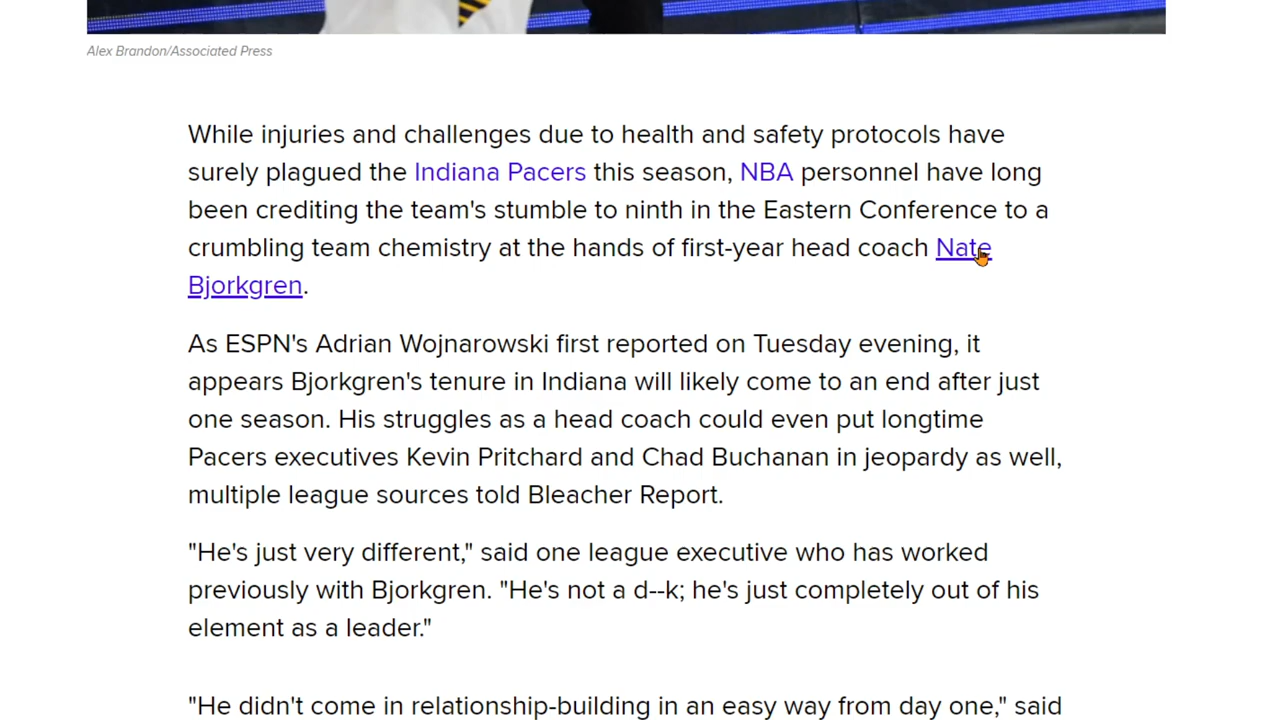 Alex Brandon/Associated Press
While injuries and challenges due to health and safety protocols have
surely plagued the Indiana Pacers this season, NBA personnel have long
been crediting the team's stumble to ninth in the Eastern Conference to a
crumbling team chemistry at the hands of first-year head coach Nate
Bjorkgren.
As ESPN's Adrian Wojnarowski first reported on Tuesday evening, it
appears Bjorkgren's tenure in Indiana will likely come to an end after just
one season. His struggles as a head coach could even put longtime
Pacers executives Kevin Pritchard and Chad Buchanan in jeopardy as well,
multiple league sources told Bleacher Report.
"He's just very different," said one league executive who has worked
previously with Bjorkgren. "He's not a d--k; he's just completely out of his
element as a leader."
"He didn't come in relationship-building in an easy way from day one," said